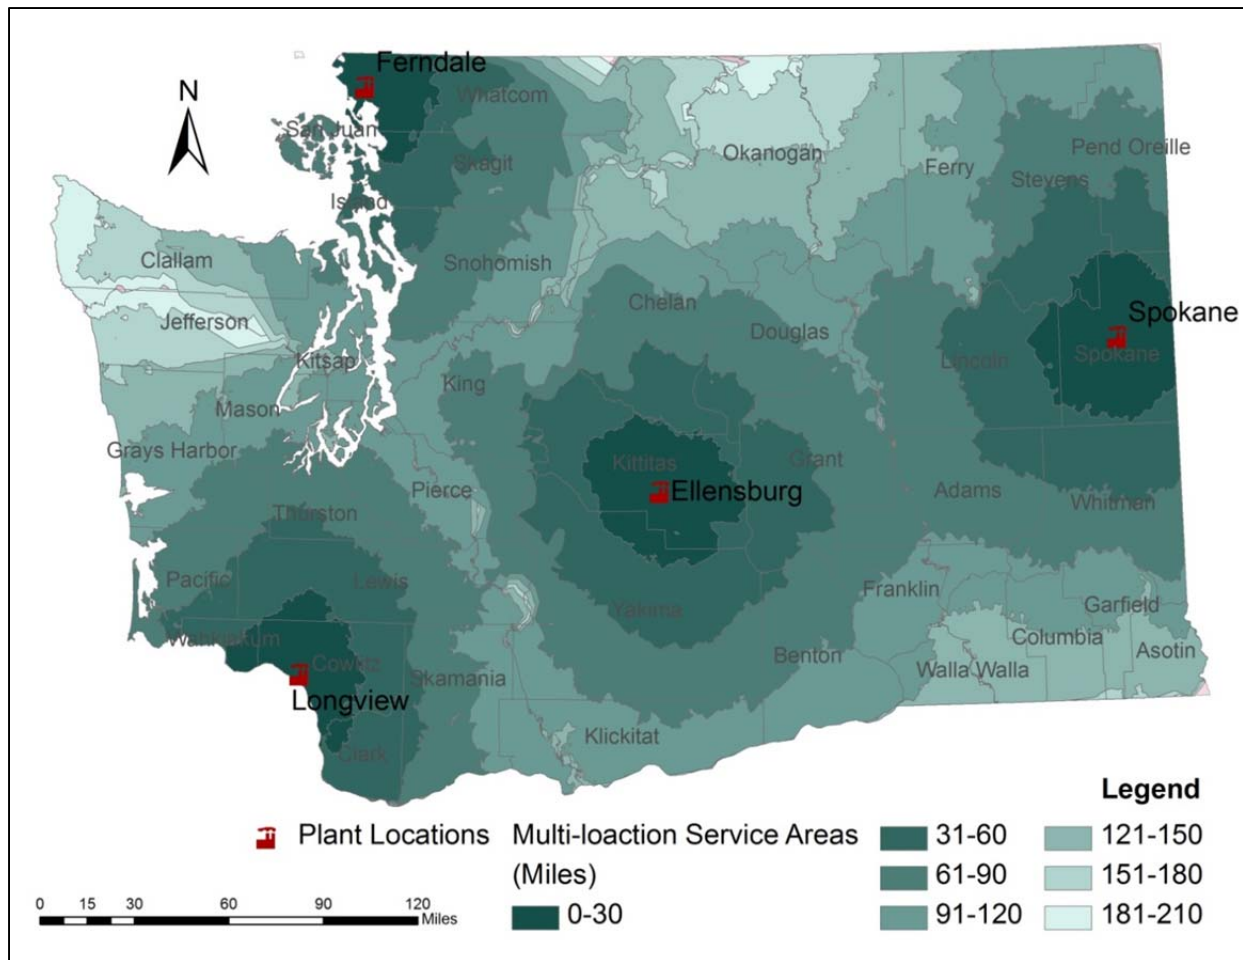 Ferndale
N
Whatcom
San Juan
Okanogan
Pend Oreille
Skagit
Ferry
Stevens
Island
Clallam
Snohomish
Chelan
Spokane
Jefferson
Douglas
Kitsap
Lincoln
Spokane
King
Mason
Grays Harbor
Kittitas
Grant
Ellensburg
Pierce
Adams
Whitman
Thurston
Pacific
Lewis
Franklin
Yakima
Garfield
Wahkiakum
Columbia
Cowlitz
Benton
Asotin
Skamania
Walla Walla
Longview
Klickitat
Clark
Legend
Plant Locations
Multi-loaction Service Areas
(Miles)
0-30
31-60
61-90
91-120
121-150
151-180
181-210
0 15 30 60 90 120
Miles